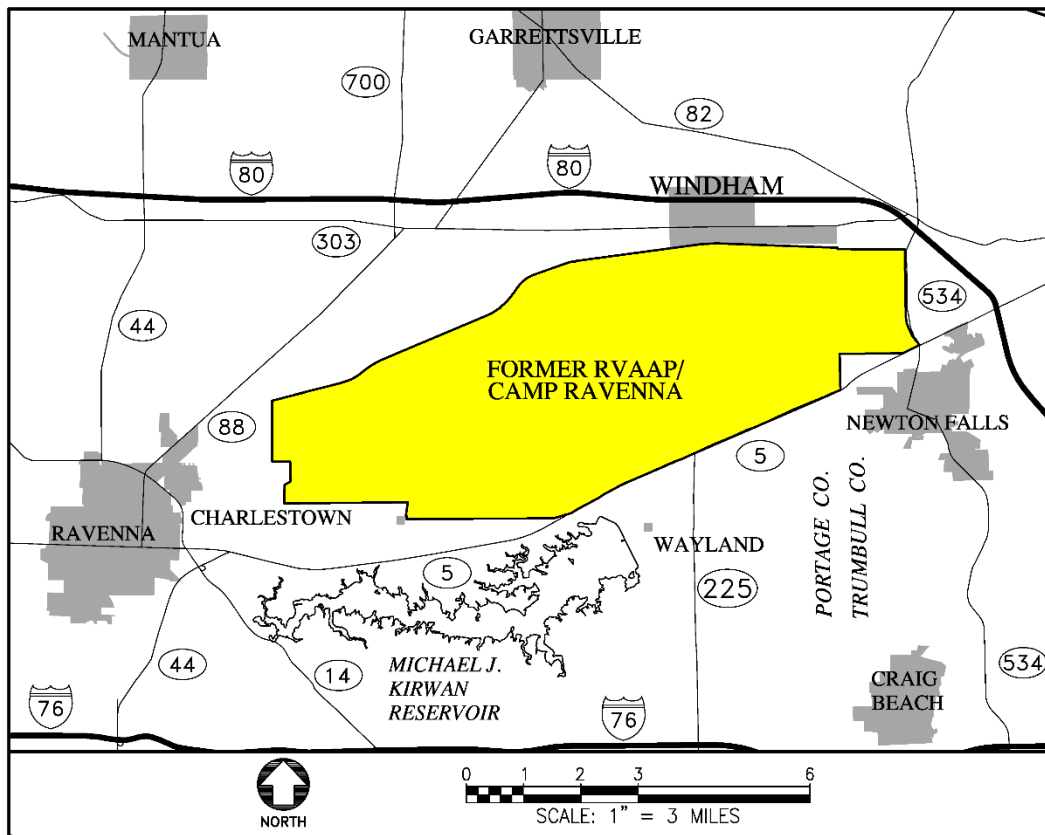 MANTUA
GARRETTSVILLE
700
82
80
80
WINDHAM
303
534
44
FORMER RVAAP/
CAMP RAVENNA
88
NEWTON FALLS
5
CHARLESTOWN
RAVENNA
WAYLAND
PORTAGE CO.
TRUMBULL CO.
5
225
44
14
MICHAEL J.
KIRWAN
RESERVOIR
534
CRAIG
BEACH
76
76
0 1 2 3 6
SCALE: 1" = 3 MILES
NORTH